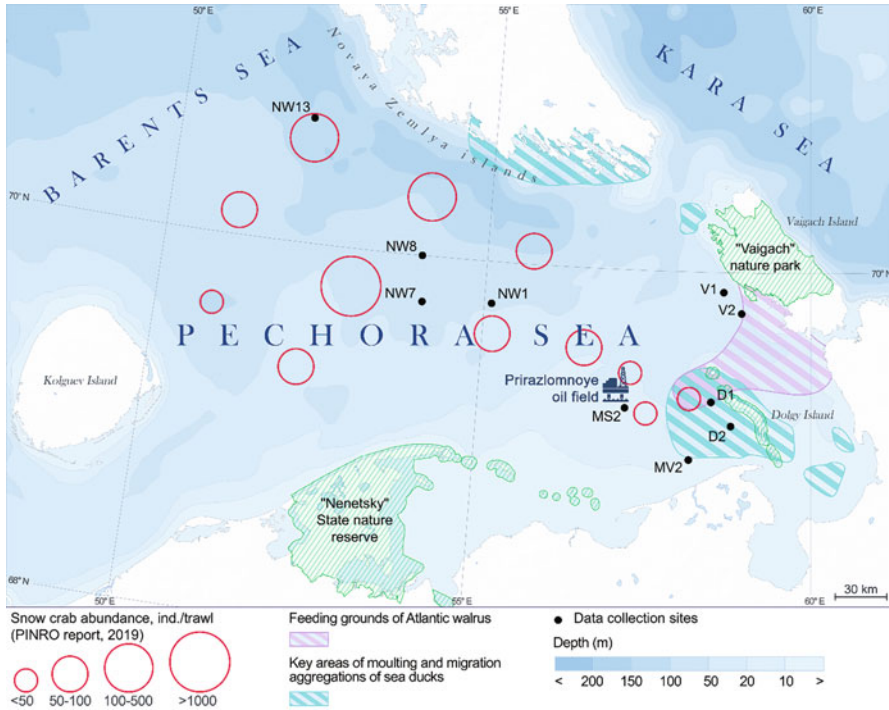 50° E
55° E
60° E
BARENTS SEA
Novaya Zemlya islands
KARA SEA
NW13
70° N
Vaigach Island
"Vaigach"
nature park
NW8
70° N
V1
NW7
NW1
V2
PECHORA SEA
Kolguev Island
Prirazlomnoye
oil field
MS2
D1
Dolgy Island
D2
MV2
"Nenetsky"
State nature
reserve
68° N
50° E
55° E
60° E
30 km
Snow crab abundance, ind./trawl
(PINRO report, 2019)
<50
50-100
100-500
>1000
Feeding grounds of Atlantic walrus
Key areas of moulting and migration
aggregations of sea ducks
Data collection sites
Depth (m)
< 200 150 100 50 20 10 >